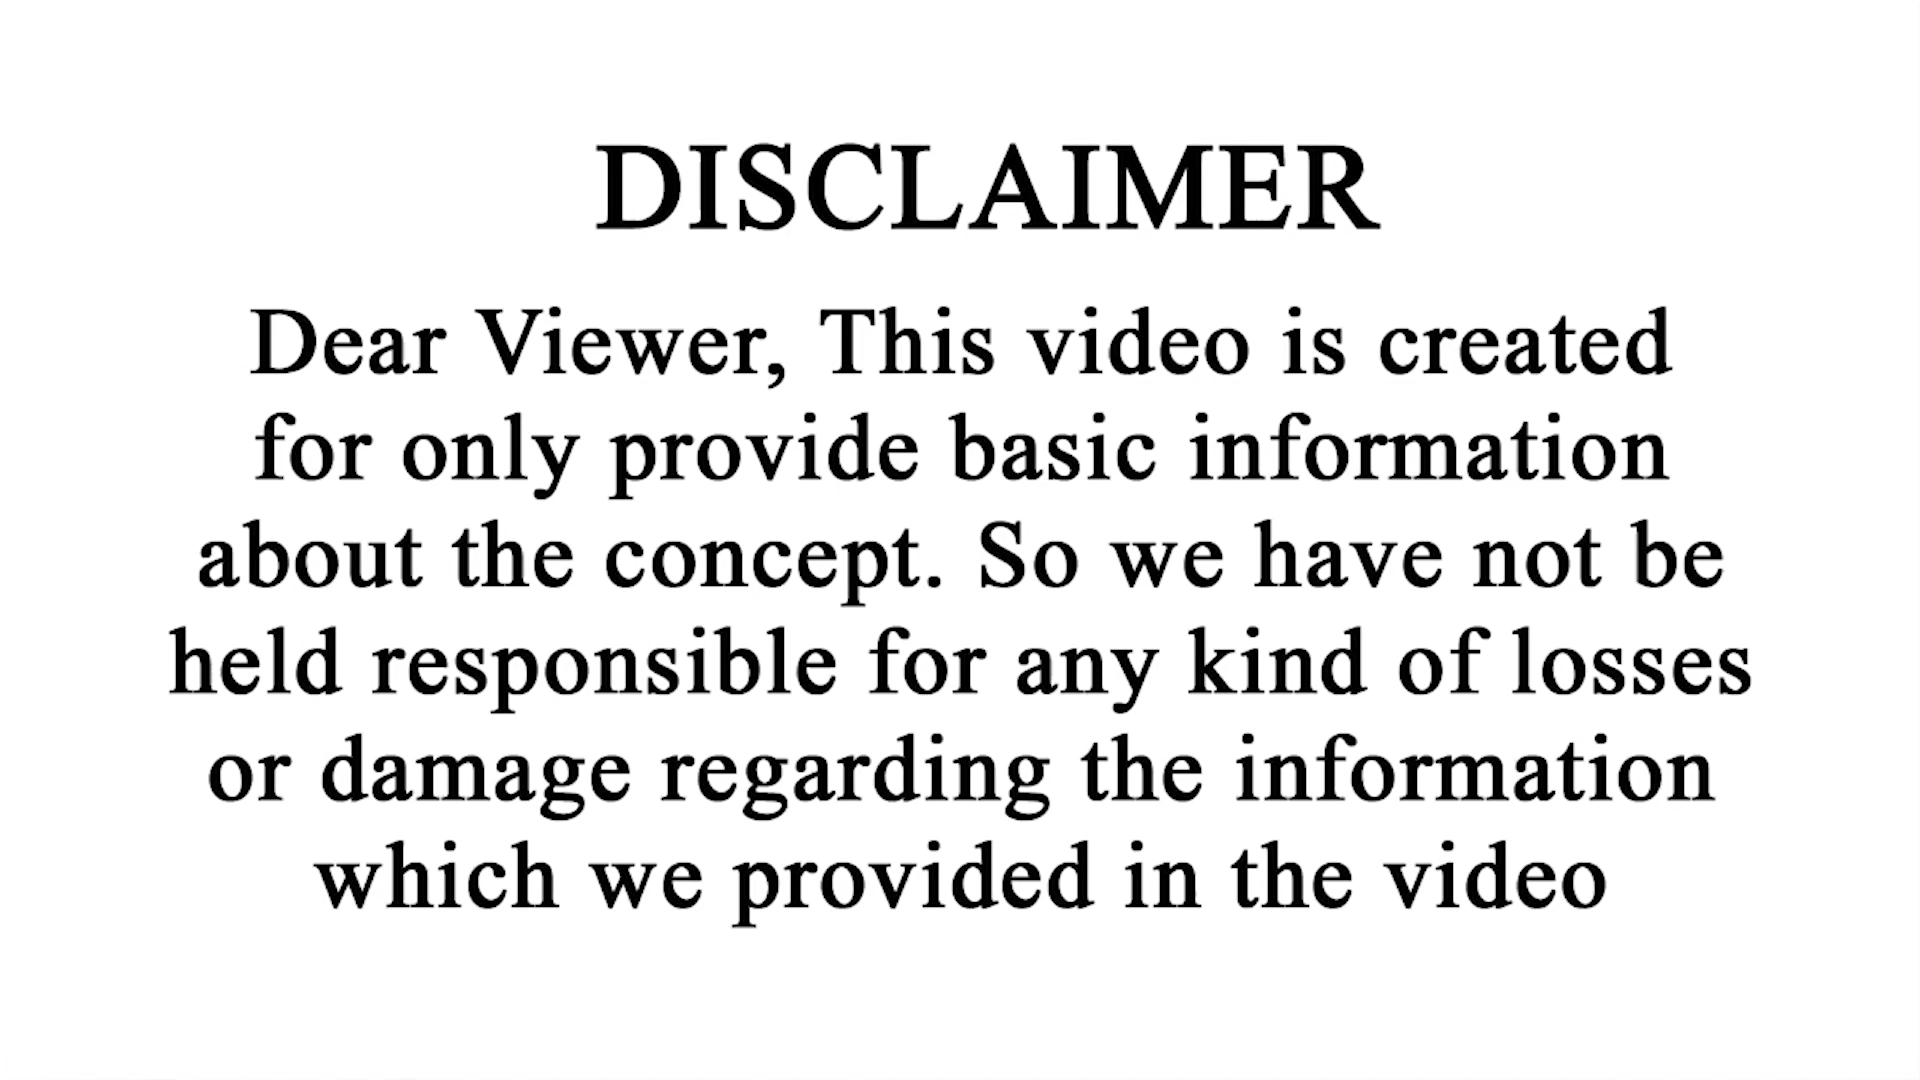 DISCLAIMER
Dear Viewer, This video is created
for only provide basic information
about the concept. So we have not be
held responsible for any kind of losses
or damage regarding the information
which we provided in the video